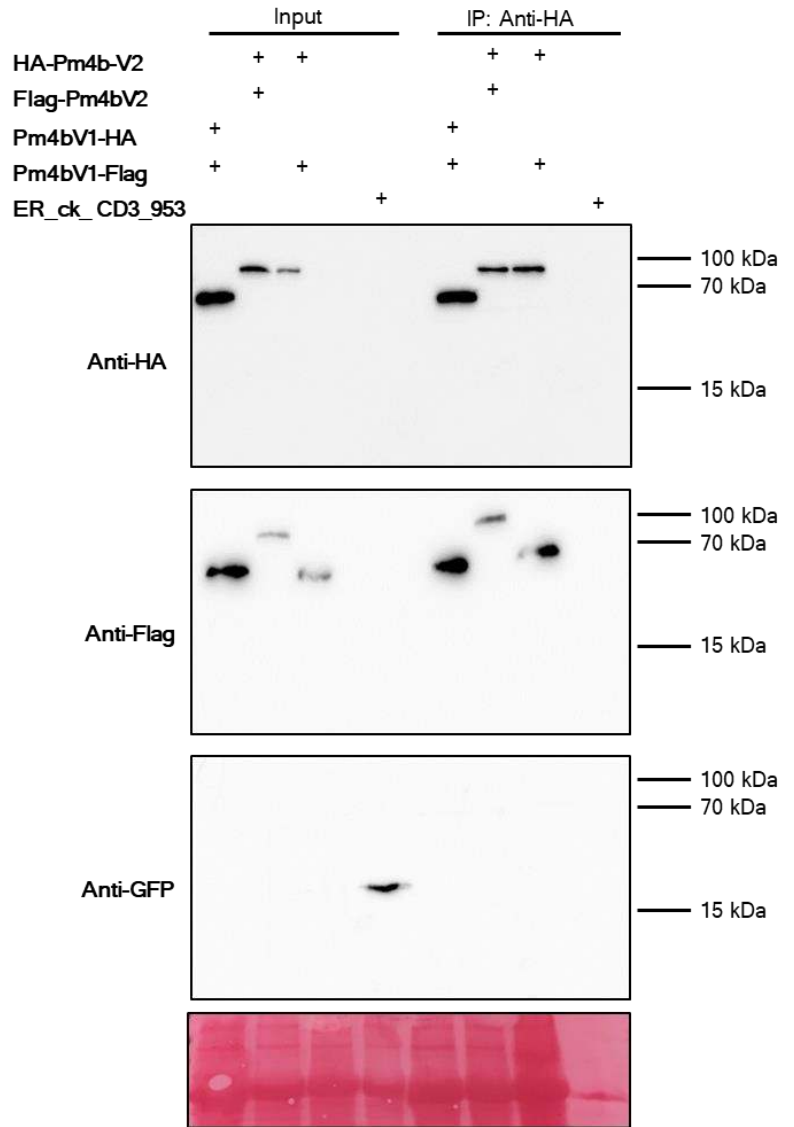 Input IP: Anti-HA
HA-Pm4b-V2 + + + +
Flag-Pm4bV2 + +
Pm4bV1-HA + +
Pm4bV1-Flag + + + +
ER_ck_ CD3_953 + +
100 kDa
70 kDa
Anti-HA
15 kDa
100 kDa
70 kDa
Anti-Flag
15 kDa
100 kDa
70 kDa
Anti-GFP
15 kDa